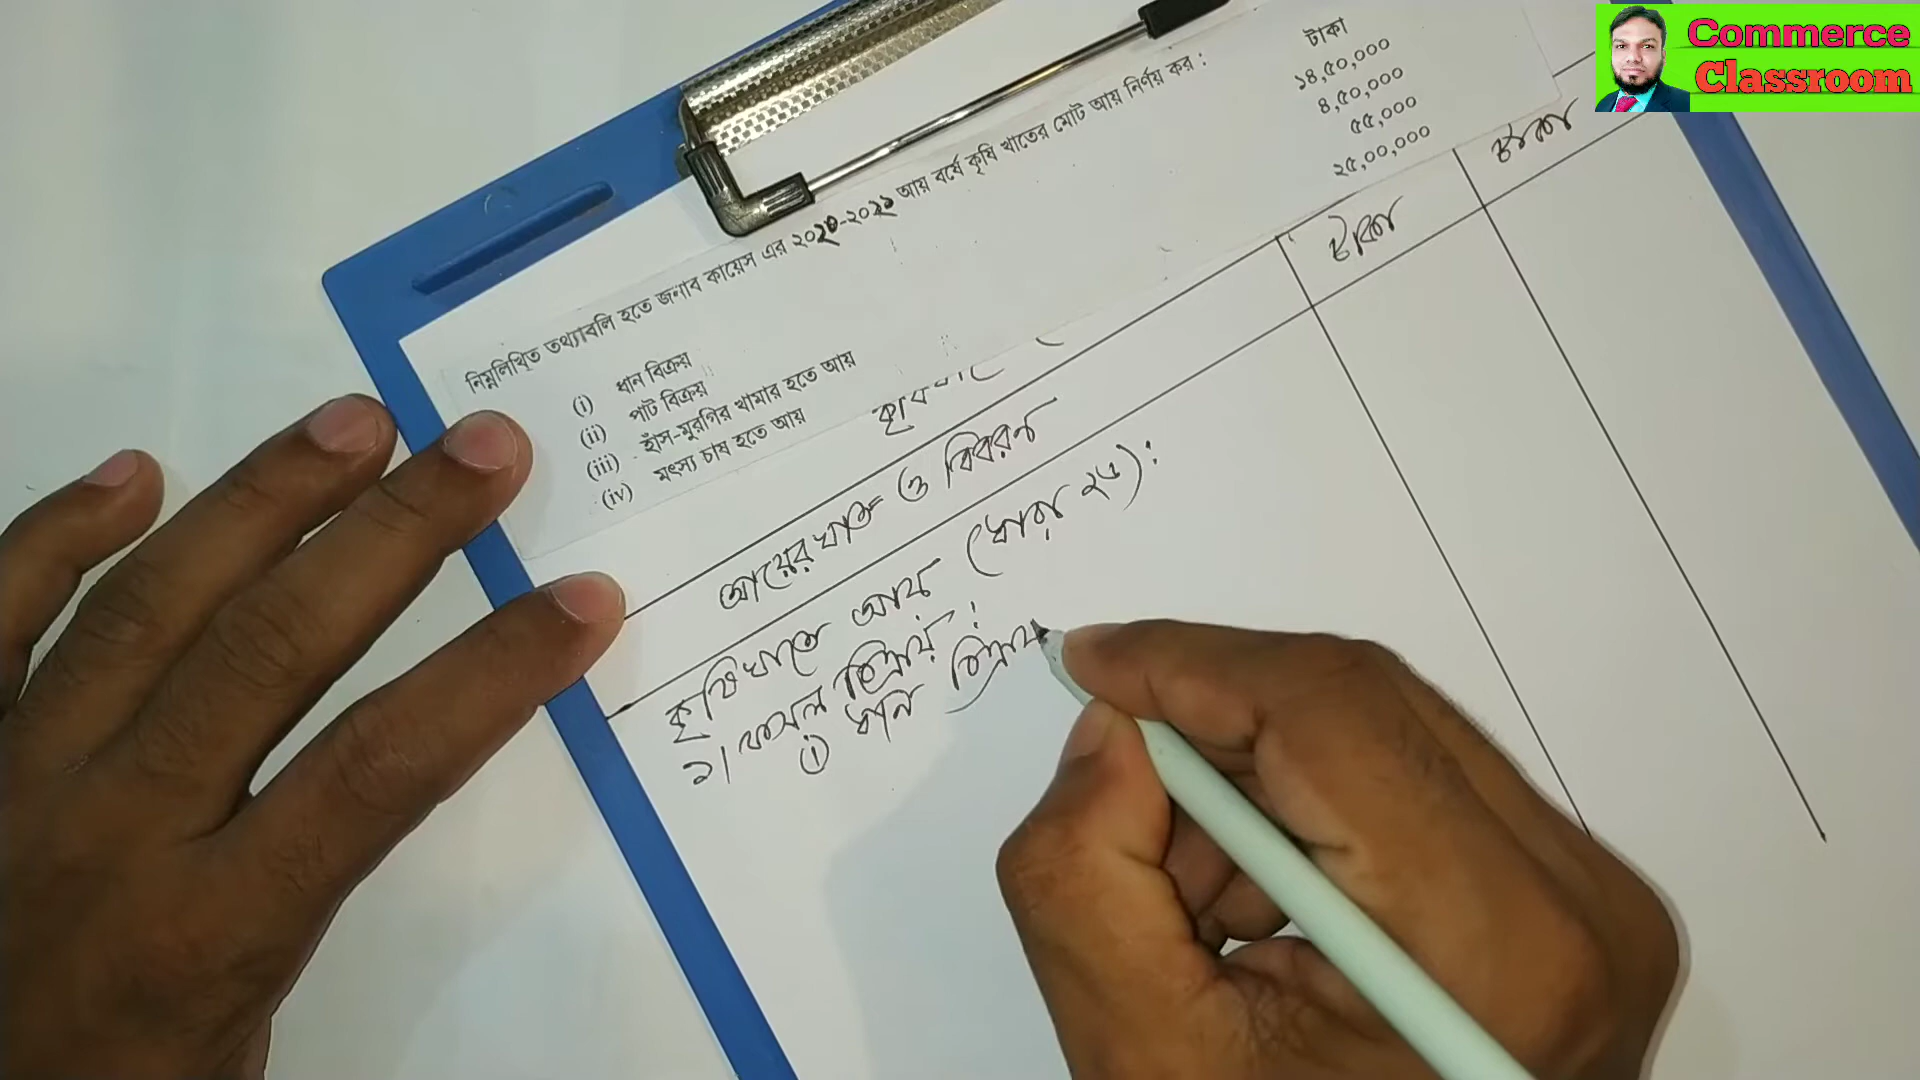 Commerce
Classroom
নিম্নলিখিত তথ্যাবলি হতে জনাব কায়েস এর ২০২০-২০২১ আয় বর্ষে কৃষি খাতের মোট আয় নির্ণয় কর :
টাকা
(i) ধান বিক্রয় ১৪,৫০,০০০
(ii) পাট বিক্রয় ৪,৫০,০০০
(iii) হাঁস-মুরগির খামার হতে আয় ৫৫,০০০
(iv) মৎস্য চাষ হতে আয় ২৫,০০,০০০
আয়ের খাত ও বিবরণ টাকা টাকা
কৃষি খাতে আয় (ধারা ২৬):
১। ফসল বিক্রয়:
(i) ধান বিক্রয়